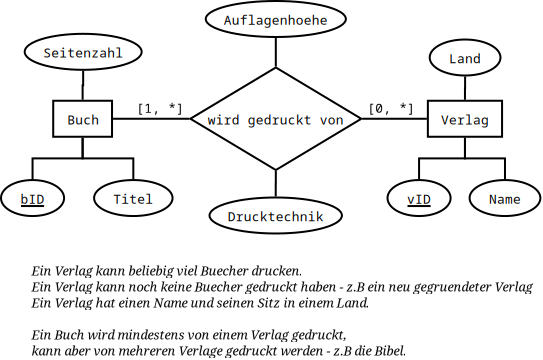 Auflagenhoehe
Seitenzahl
Land
[1, *]
[0, *]
Buch
wird gedruckt von
Verlag
bID
Titel
vID
Name
Drucktechnik
Ein Verlag kann beliebig viel Buecher drucken.
Ein Verlag kann noch keine Buecher gedruckt haben - z.B ein neu gegruendeter Verlag
Ein Verlag hat einen Name und seinen Sitz in einem Land.
Ein Buch wird mindestens von einem Verlag gedruckt,
kann aber von mehreren Verlage gedruckt werden - z.B die Bibel.